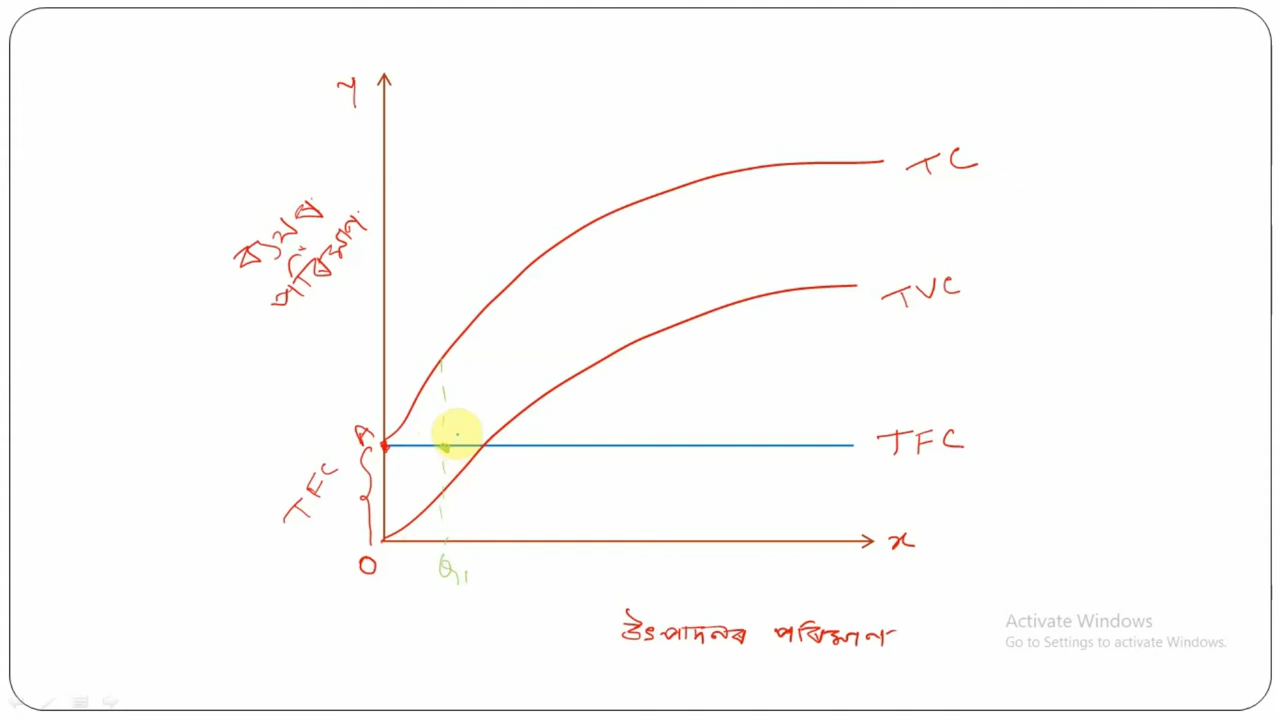 Y
TC
ব্যয়ৰ
পৰিমাণ
TVC
A
TFC
TFC
O
x
Q1
উৎপাদনৰ পৰিমাণ
Activate Windows
Go to Settings to activate Windows.